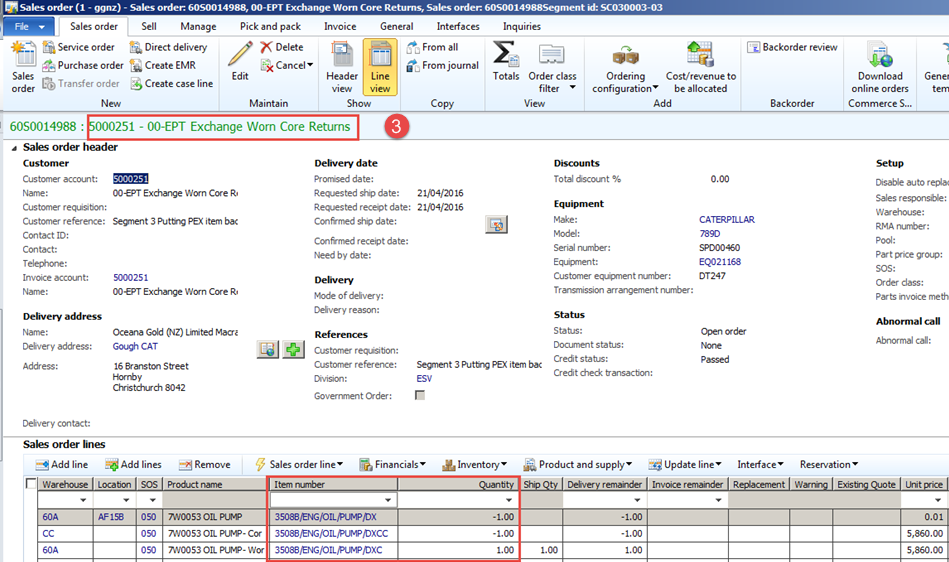 Sales order (1 - ggnz) - Sales order: 60S0014988, 00-EPT Exchange Worn Core Returns, Sales order: 60S0014988Segment id: SC030003-03
File Sales order Sell Manage Pick and pack Invoice General Interfaces Inquiries
Sales order
Service order
Purchase order
Transfer order
Direct delivery
Create EMR
Create case line
New
Edit
Delete
Cancel
Maintain
Header view
Line view
Show
From all
From journal
Copy
Totals
Order class filter
View
Ordering configuration
Cost/revenue to be allocated
Add
Backorder review
Backorder
Download online orders
Commerce S...
60S0014988 : 5000251 - 00-EPT Exchange Worn Core Returns
3
Sales order header
Customer
Customer account: 5000251
Name: 00-EPT Exchange Worn Core
Customer requisition:
Customer reference: Segment 3 Putting PEX item bac
Contact ID:
Contact:
Telephone:
Invoice account: 5000251
Name: 00-EPT Exchange Worn Core
Delivery address
Name: Oceana Gold (NZ) Limited Macra
Delivery address: Gough CAT
Address: 16 Branston Street
Hornby
Christchurch 8042
Delivery contact:
Delivery date
Promised date:
Requested ship date: 21/04/2016
Requested receipt date: 21/04/2016
Confirmed ship date:
Confirmed receipt date:
Need by date:
Delivery
Mode of delivery:
Delivery reason:
References
Customer requisition:
Customer reference: Segment 3 Putting PEX item bac
Division: ESV
Government Order:
Discounts
Total discount % 0.00
Equipment
Make: CATERPILLAR
Model: 789D
Serial number: SPD00460
Equipment: EQ021168
Customer equipment number: DT247
Transmission arrangement number:
Status
Status: Open order
Document status: None
Credit status: Passed
Credit check transaction:
Setup
Disable auto repla
Sales responsible:
Warehouse:
RMA number:
Pool:
Part price group:
SOS:
Order class:
Parts invoice meth
Abnormal call
Abnormal call:
Sales order lines
Add line Add lines Remove Sales order line Financials Inventory Product and supply Update line Interface Reservation
Warehouse Location SOS Product name Item number Quantity Ship Qty Delivery remainder Invoice remainder Replacement Warning Existing Quote Unit price
60A AF15B 050 7W0053 OIL PUMP 3508B/ENG/OIL/PUMP/DX -1.00 -1.00 0.01
CC 050 7W0053 OIL PUMP- Cor 3508B/ENG/OIL/PUMP/DXCC -1.00 -1.00 5,860.00
60A 050 7W0053 OIL PUMP- Wor 3508B/ENG/OIL/PUMP/DXC 1.00 1.00 1.00 5,860.00